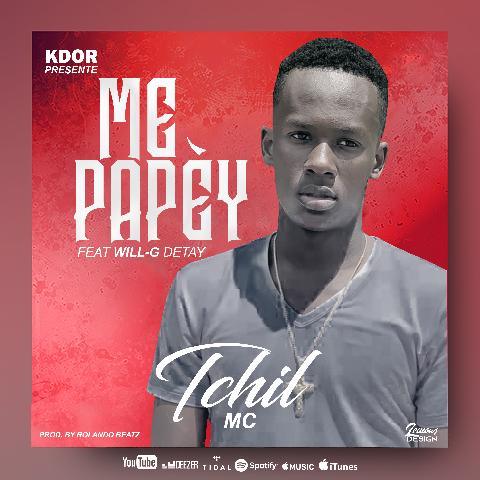 KDOR
PRESENTE
ME
PAPÈY
FEAT WILL-G DETAY
Tchil
MC
PROD. BY ROLANDO BEATZ
DESIGN
YouTube DEEZER TIDAL Spotify MUSIC iTunes